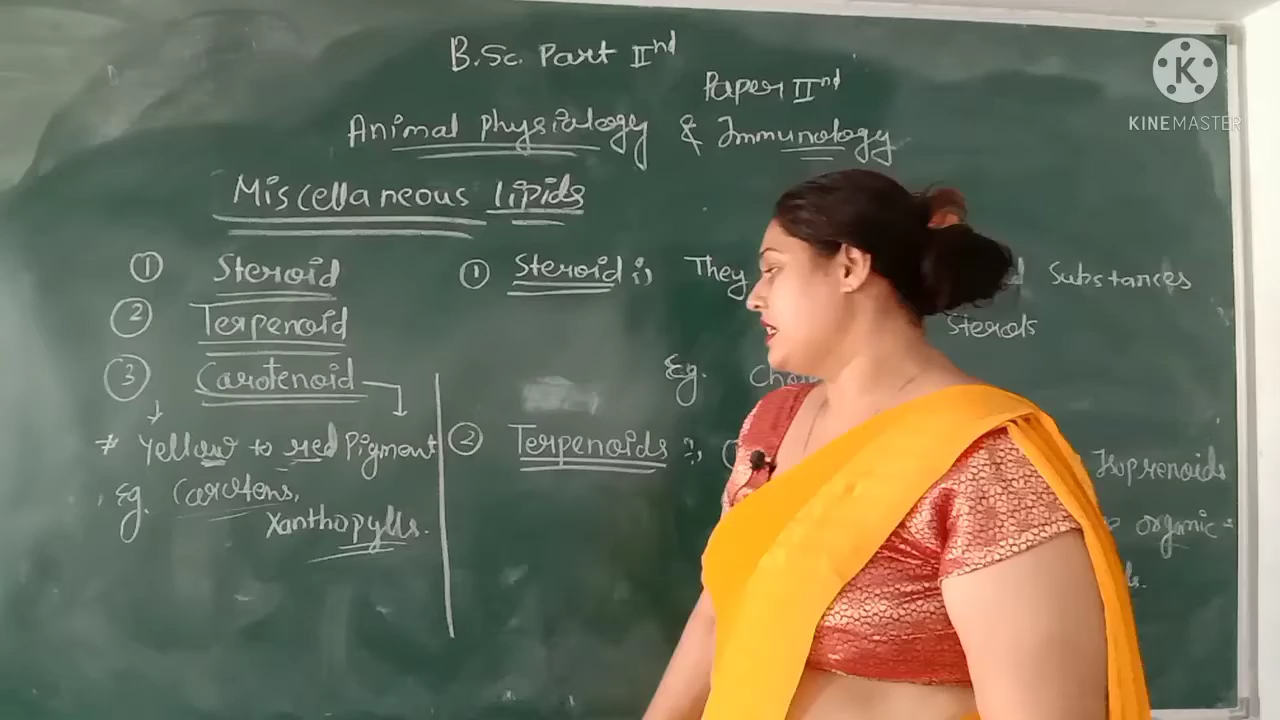 B.Sc. Part IInd
Paper IInd
Animal physiology & Immunology
Miscellaneous lipids
① Steroid
② Terpenoid
③ Carotenoid
* Yellow to red Pigment
Eg. Carotens,
Xanthopylls.
① Steroid :, They Substances
Sterols
Eg.
② Terpenoids :, Isoprenoids
organic
K
KINEMASTER